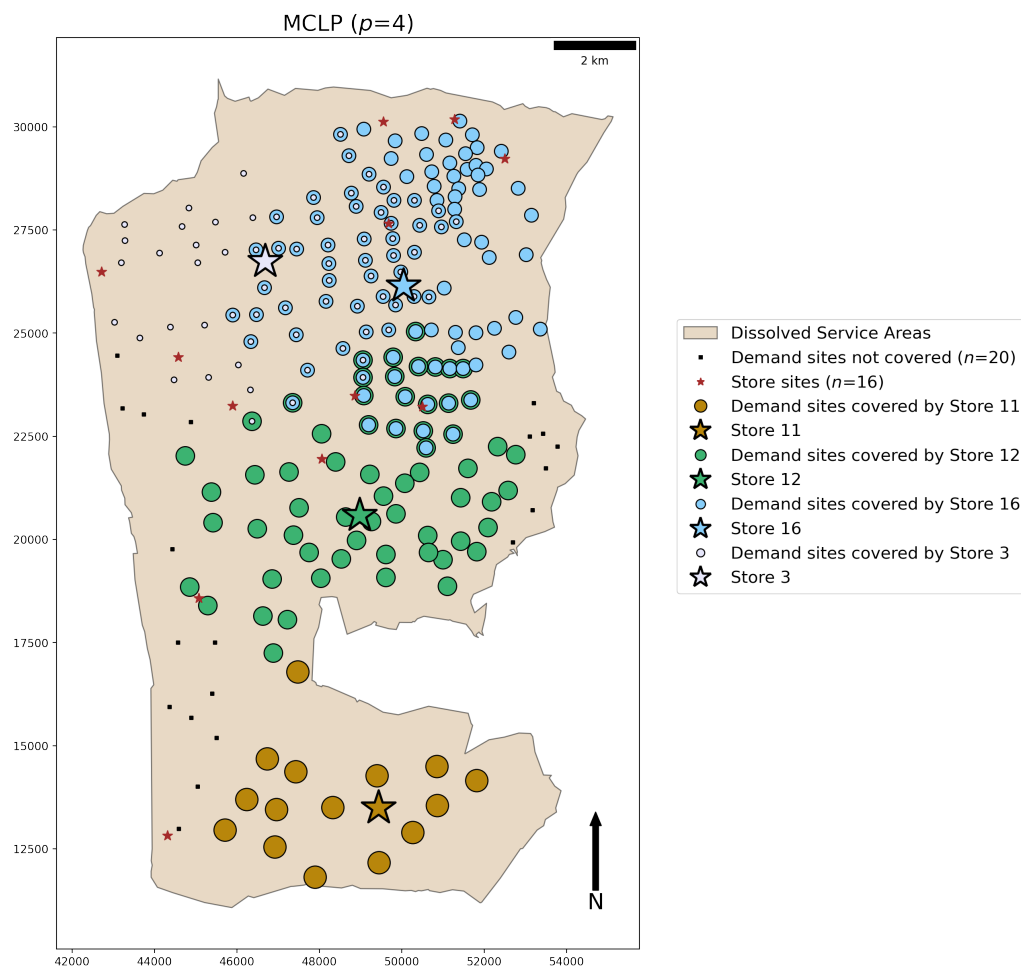 MCLP (p=4)
2 km
30000
27500
25000
22500
20000
17500
15000
12500
42000
44000
46000
48000
50000
52000
54000
N
Dissolved Service Areas
Demand sites not covered (n=20)
Store sites (n=16)
Demand sites covered by Store 11
Store 11
Demand sites covered by Store 12
Store 12
Demand sites covered by Store 16
Store 16
Demand sites covered by Store 3
Store 3